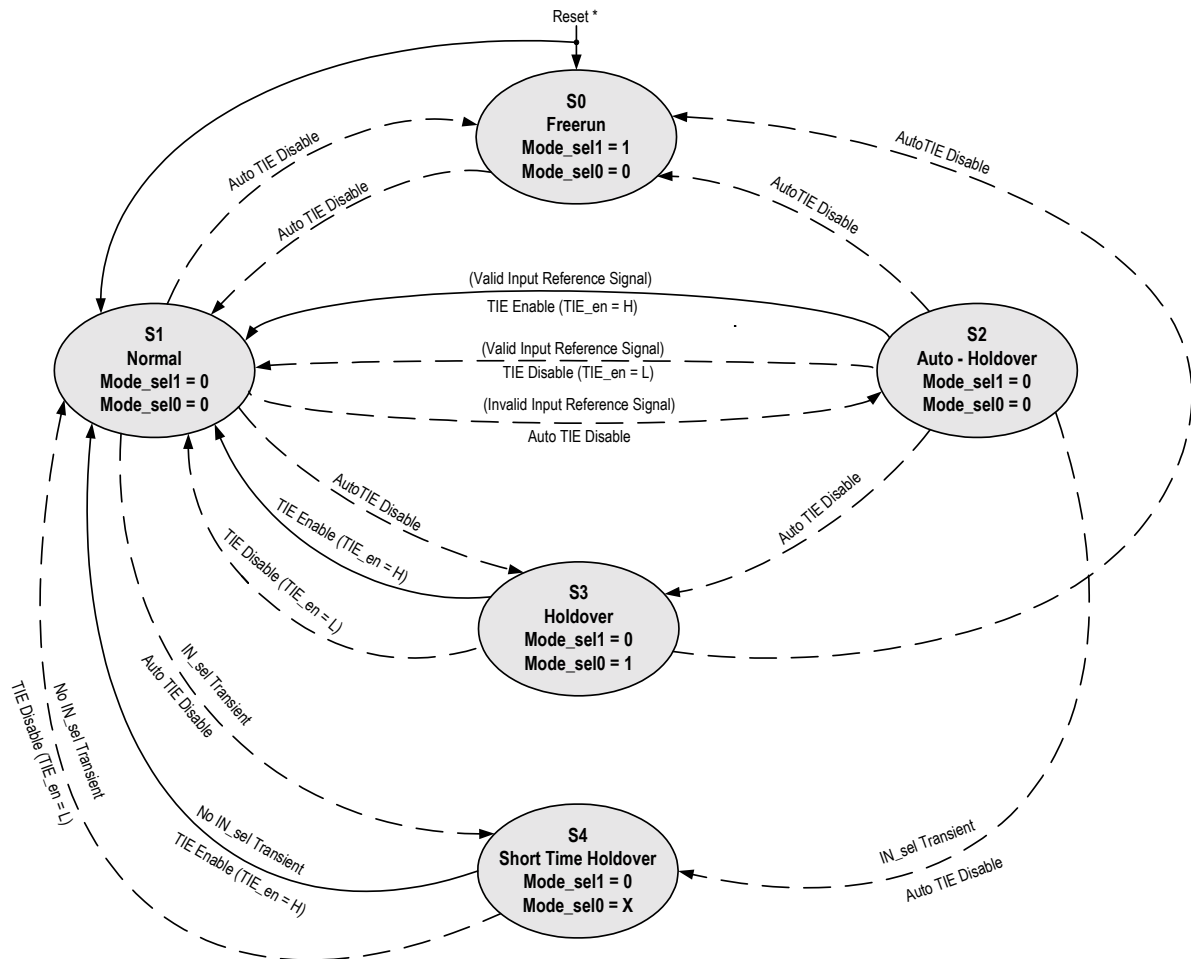 Reset *
S0
Freerun
Mode_sel1 = 1
Mode_sel0 = 0
Auto TIE Disable
Auto TIE Disable
AutoTIE Disable
AutoTIE Disable
(Valid Input Reference Signal)
TIE Enable (TIE_en = H)
(Valid Input Reference Signal)
TIE Disable (TIE_en = L)
(Invalid Input Reference Signal)
Auto TIE Disable
S1
Normal
Mode_sel1 = 0
Mode_sel0 = 0
S2
Auto - Holdover
Mode_sel1 = 0
Mode_sel0 = 0
AutoTIE Disable
TIE Enable (TIE_en = H)
TIE Disable (TIE_en = L)
Auto TIE Disable
S3
Holdover
Mode_sel1 = 0
Mode_sel0 = 1
IN_sel Transient
Auto TIE Disable
No IN_sel Transient
TIE Disable (TIE_en = L)
No IN_sel Transient
TIE Enable (TIE_en = H)
S4
Short Time Holdover
Mode_sel1 = 0
Mode_sel0 = X
IN_sel Transient
Auto TIE Disable